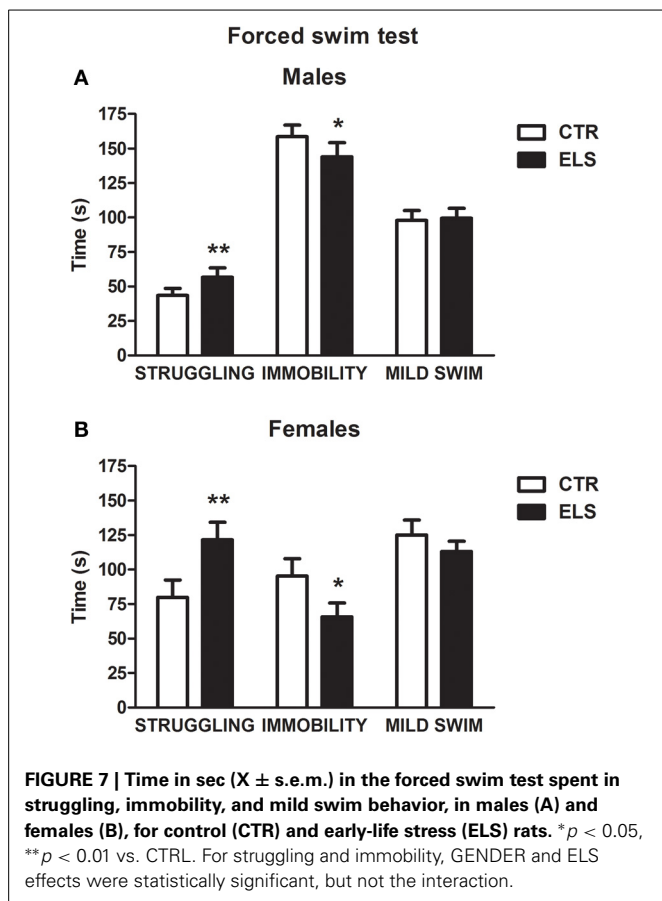 Forced swim test
A
Males
175
150
125
100
75
50
25
0
Time (s)
**
*
CTR
ELS
STRUGGLING IMMOBILITY MILD SWIM
B
Females
175
150
125
100
75
50
25
0
Time (s)
**
*
CTR
ELS
STRUGGLING IMMOBILITY MILD SWIM
FIGURE 7 | Time in sec (X ± s.e.m.) in the forced swim test spent in
struggling, immobility, and mild swim behavior, in males (A) and
females (B), for control (CTR) and early-life stress (ELS) rats. *p < 0.05,
**p < 0.01 vs. CTRL. For struggling and immobility, GENDER and ELS
effects were statistically significant, but not the interaction.